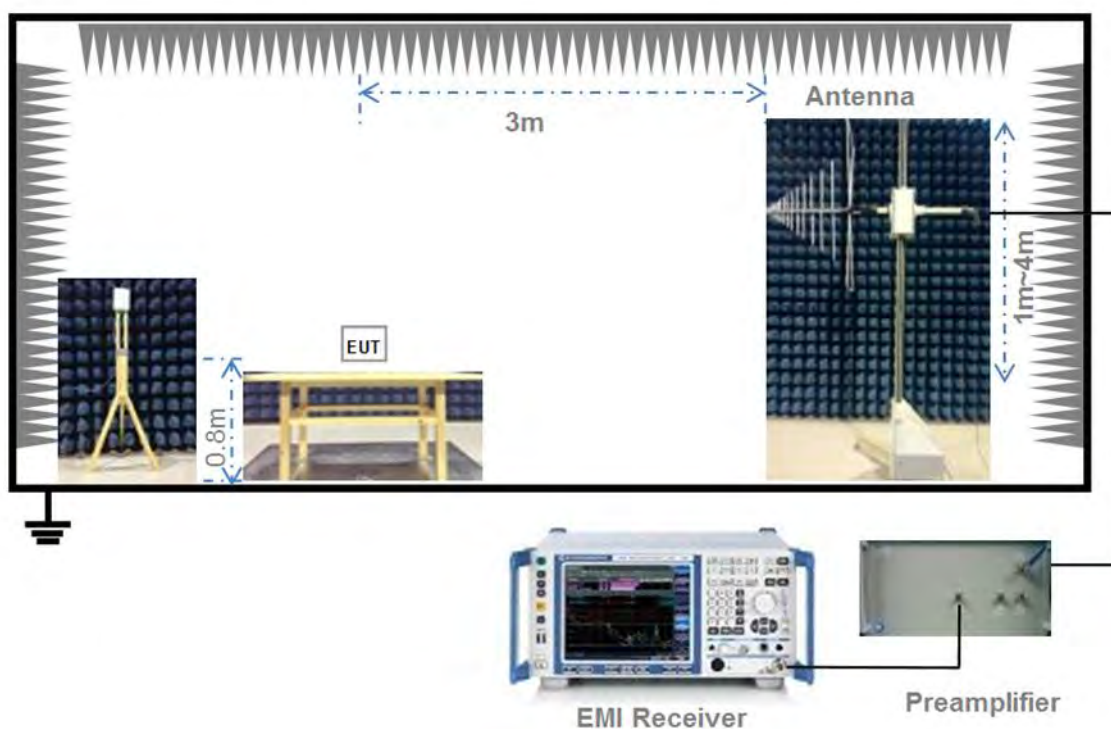 Antenna
3m
1m~4m
EUT
0.8m
EMI Receiver
Preamplifier